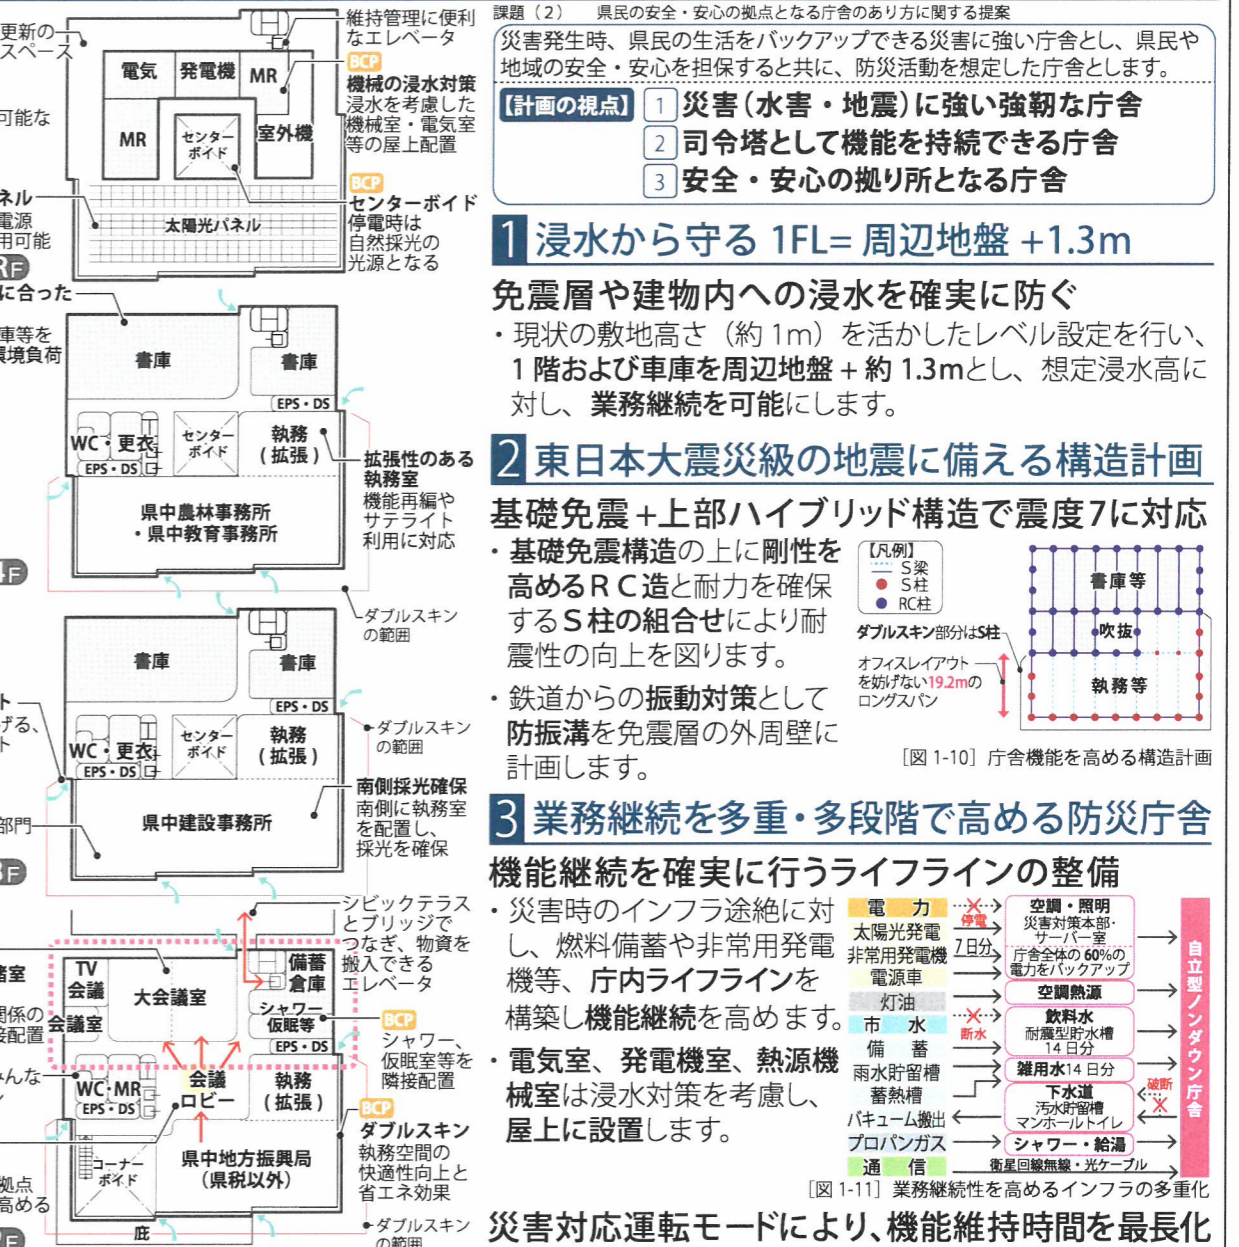 更新の
スペース
可能な
ネル
電源
用可能
RF
電気
発電機
MR
MR
センター
ボイド
室外機
太陽光パネル
維持管理に便利
なエレベータ
BCP
機械の浸水対策
浸水を考慮した
機械室・電気室
等の屋上配置
BCP
センターボイド
停電時は
自然採光の
光源となる
に合った
庫等を
環境負荷
4F
書庫
書庫
EPS・DS
WC・更衣
EPS・DS
センター
ボイド
執務
(拡張)
県中農林事務所
・県中教育事務所
拡張性のある
執務室
機能再編や
サテライト
利用に対応
ダブルスキン
の範囲
ト
げる、
ト
部門
3F
書庫
書庫
EPS・DS
WC・更衣
EPS・DS
センター
ボイド
執務
(拡張)
県中建設事務所
ダブルスキン
の範囲
南側採光確保
南側に執務室
を配置し、
採光を確保
シビックテラス
とブリッジで
つなぎ、物資を
搬入できる
エレベータ
諸室
関係の
接配置
みんな
拠点
高める
2F
TV
会議
会議室
大会議室
備蓄
倉庫
シャワー
仮眠等
EPS・DS
WC・MR
EPS・DS
会議
ロビー
執務
(拡張)
コーナー
ボイド
県中地方振興局
(県税以外)
庇
BCP
シャワー、
仮眠室等を
隣接配置
BCP
ダブルスキン
執務空間の
快適性向上と
省エネ効果
ダブルスキン
の範囲
課題（2） 県民の安全・安心の拠点となる庁舎のあり方に関する提案
災害発生時、県民の生活をバックアップできる災害に強い庁舎とし、県民や
地域の安全・安心を担保すると共に、防災活動を想定した庁舎とします。
【計画の視点】 1 災害(水害・地震)に強い強靭な庁舎
2 司令塔として機能を持続できる庁舎
3 安全・安心の拠り所となる庁舎
1 浸水から守る 1FL= 周辺地盤 +1.3m
免震層や建物内への浸水を確実に防ぐ
・現状の敷地高さ（約 1m）を活かしたレベル設定を行い、
1 階および車庫を周辺地盤 + 約 1.3mとし、想定浸水高に
対し、業務継続を可能にします。
2 東日本大震災級の地震に備える構造計画
基礎免震+上部ハイブリッド構造で震度7に対応
・基礎免震構造の上に剛性を
高めるRC造と耐力を確保
するS柱の組合せにより耐
震性の向上を図ります。
・鉄道からの振動対策として
防振溝を免震層の外周壁に
計画します。
【凡例】
S梁
S柱
RC柱
ダブルスキン部分はS柱
オフィスレイアウト
を妨げない19.2mの
ロングスパン
書庫等
吹抜
執務等
［図 1-10］庁舎機能を高める構造計画
3 業務継続を多重・多段階で高める防災庁舎
機能継続を確実に行うライフラインの整備
・災害時のインフラ途絶に対
し、燃料備蓄や非常用発電
機等、庁内ライフラインを
構築し機能継続を高めます。
・電気室、発電機室、熱源機
械室は浸水対策を考慮し、
屋上に設置します。
電 力
太陽光発電
非常用発電機
電源車
灯油
市 水
備 蓄
雨水貯留槽
蓄熱槽
バキューム搬出
プロパンガス
通 信
停電
7日分
断水
空調・照明
災害対策本部・
サーバー室
庁舎全体の 60%の
電力をバックアップ
空調熱源
飲料水
耐震型貯水槽
14 日分
雑用水14 日分
下水道
汚水貯留槽
マンホールトイレ
シャワー・給湯
衛星回線無線・光ケーブル
破断
自立型ノンダウン庁舎
［図 1-11］業務継続性を高めるインフラの多重化
災害対応運転モードにより、機能維持時間を最長化